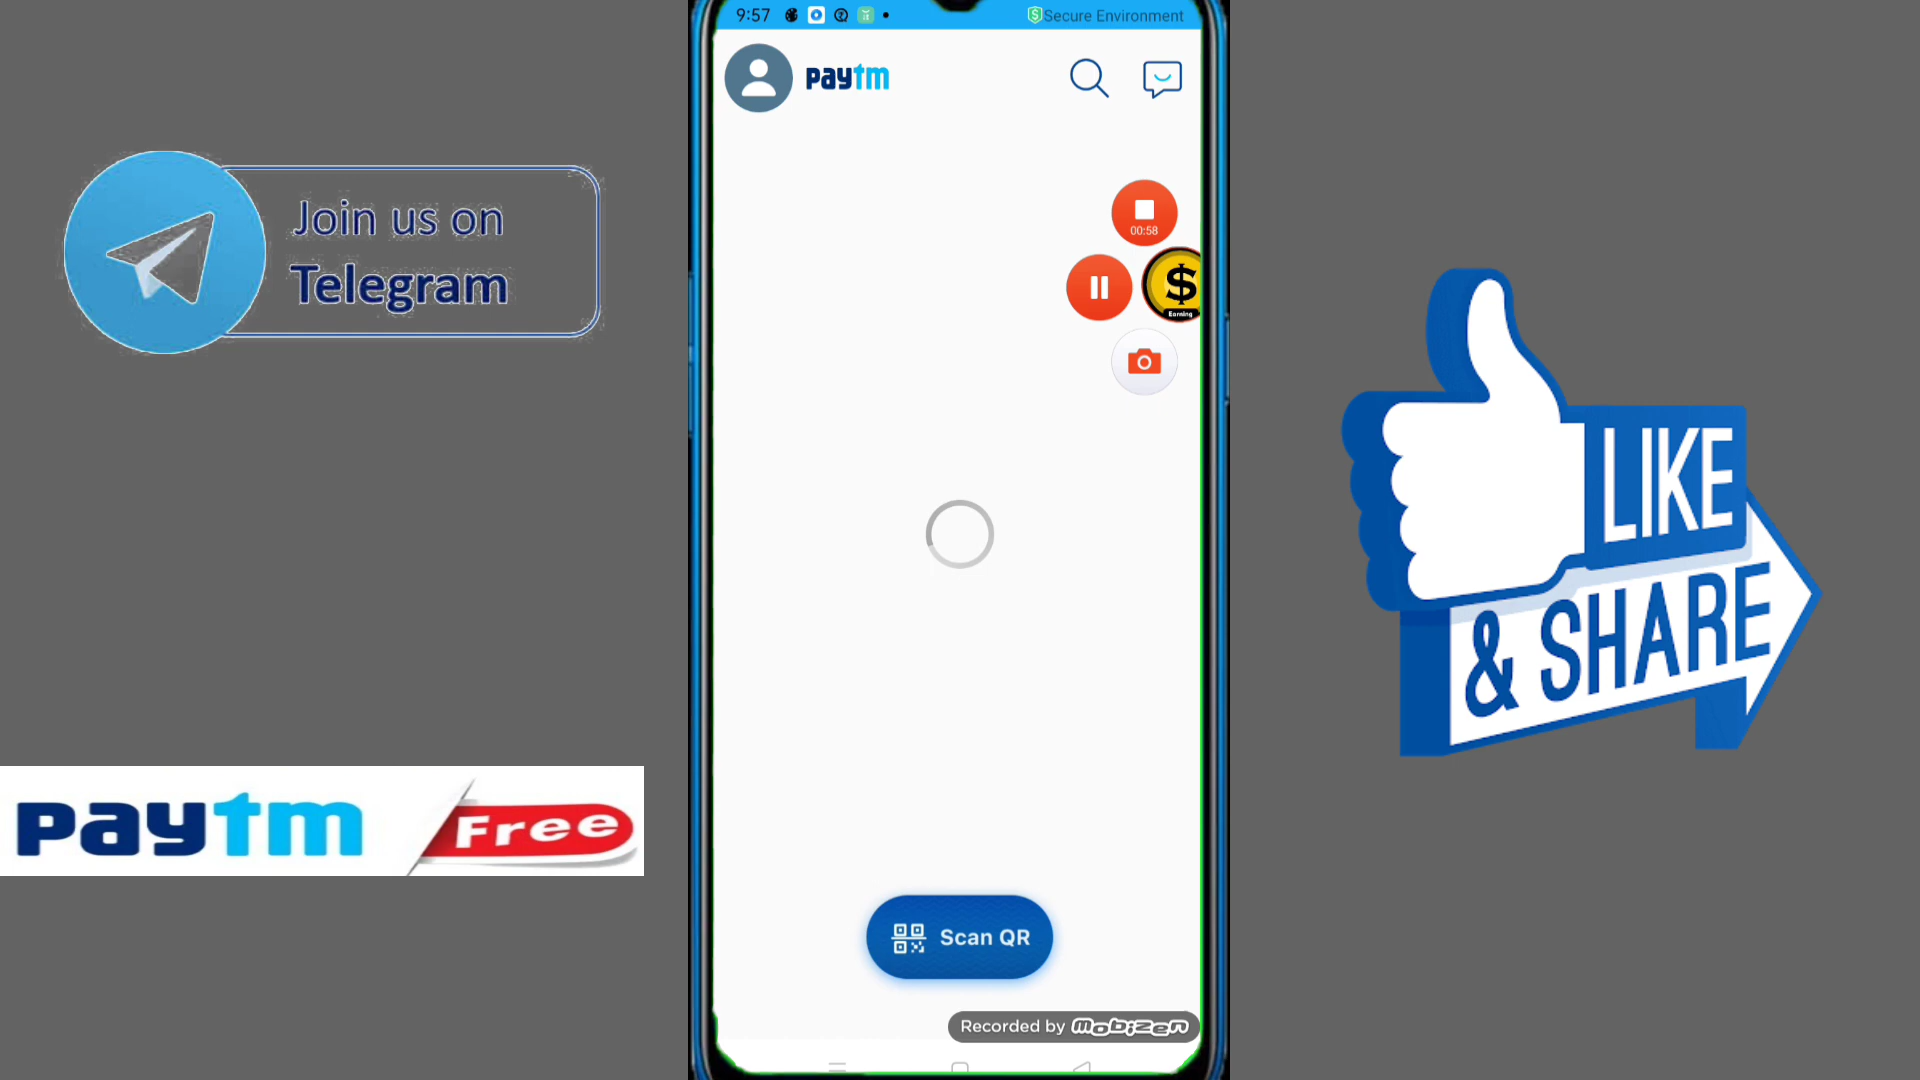 9:57
Secure Environment
paytm
00:58
$
Earning
Join us on
Telegram
LIKE
& SHARE
paytm Free
Scan QR
Recorded by mobizen